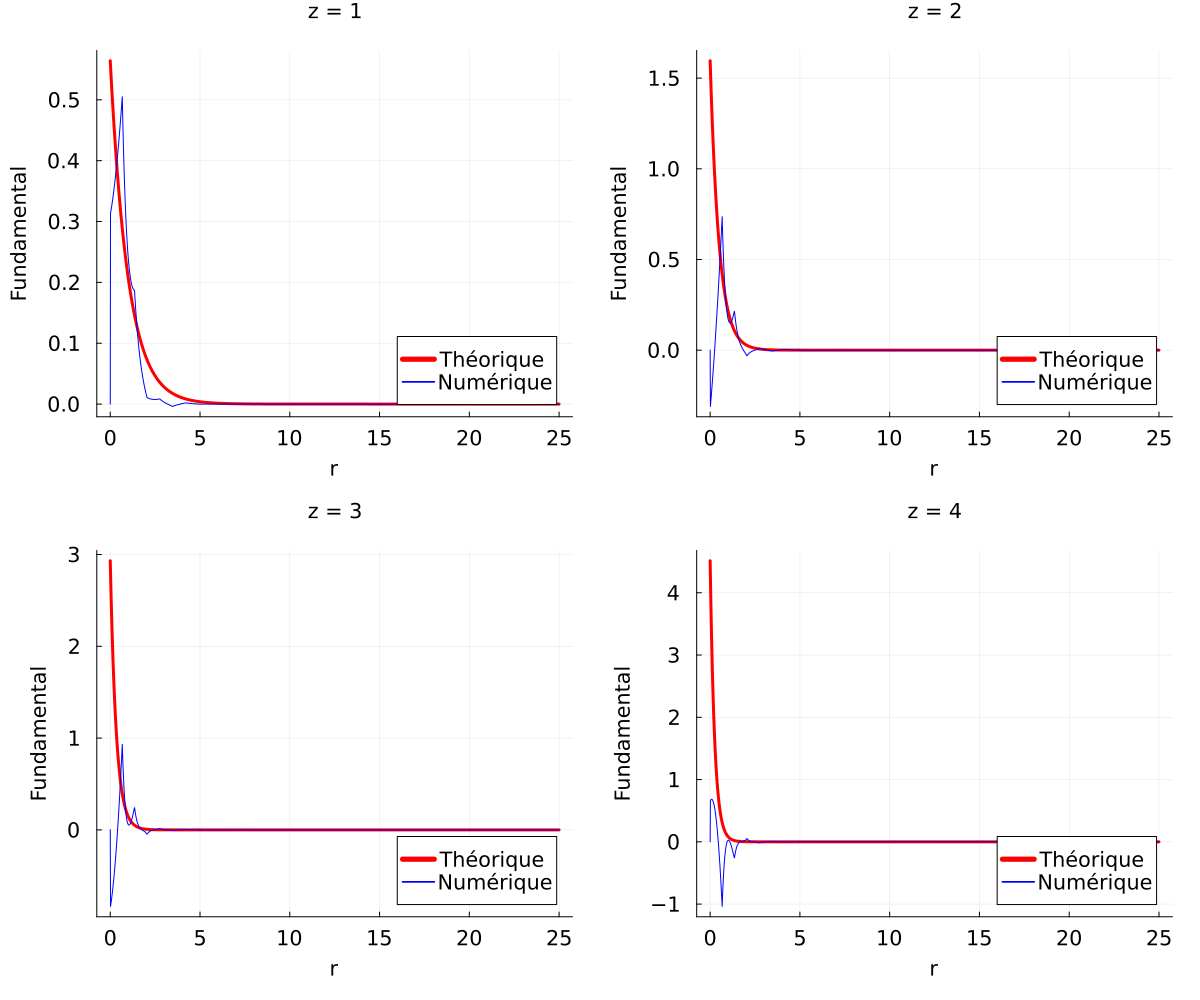 z = 1
Fundamental
0.5
0.4
0.3
0.2
0.1
0.0
Théorique
Numérique
0 5 10 15 20 25
r
z = 2
Fundamental
1.5
1.0
0.5
0.0
Théorique
Numérique
0 5 10 15 20 25
r
z = 3
Fundamental
3
2
1
0
Théorique
Numérique
0 5 10 15 20 25
r
z = 4
Fundamental
4
3
2
1
0
−1
Théorique
Numérique
0 5 10 15 20 25
r